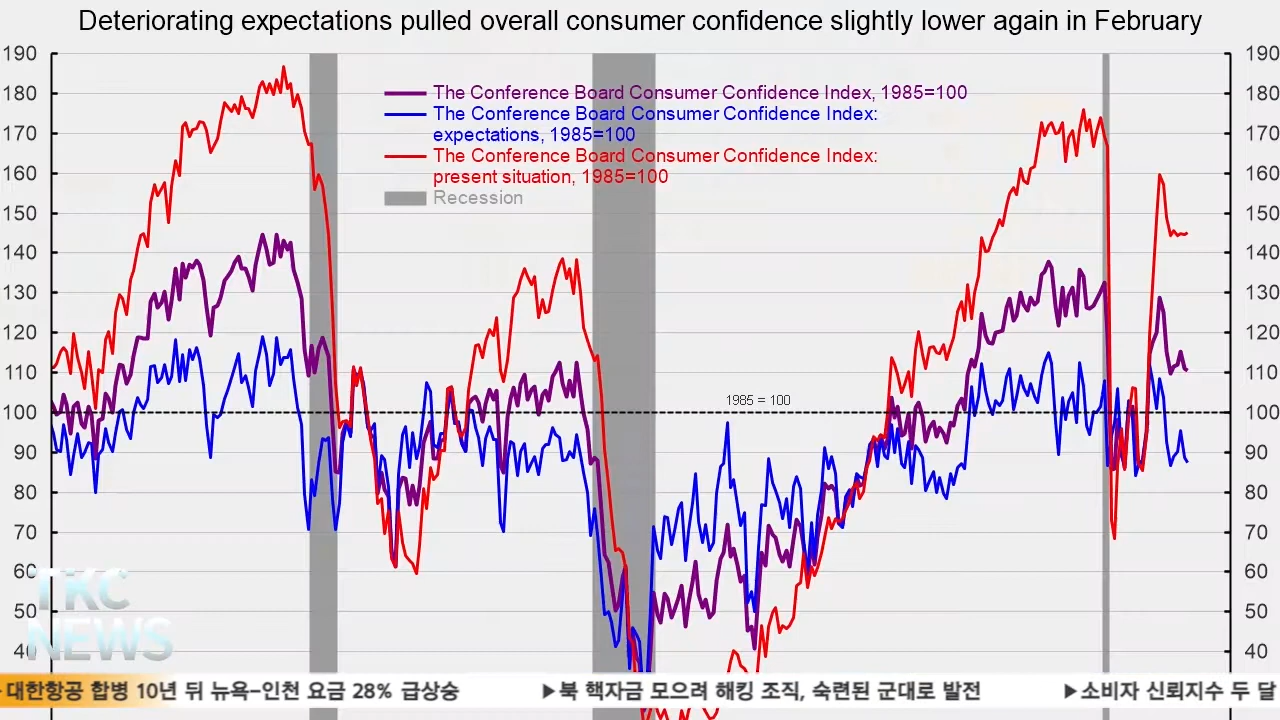 Deteriorating expectations pulled overall consumer confidence slightly lower again in February
190
180
170
160
150
140
130
120
110
100
90
80
70
60
50
40
The Conference Board Consumer Confidence Index, 1985=100
The Conference Board Consumer Confidence Index:
expectations, 1985=100
The Conference Board Consumer Confidence Index:
present situation, 1985=100
Recession
1985 = 100
190
180
170
160
150
140
130
120
110
100
90
80
70
60
50
40
TKC
NEWS
대한항공 합병 10년 뒤 뉴욕-인천 요금 28% 급상승 ▶북 핵자금 모으려 해킹 조직, 숙련된 군대로 발전 ▶소비자 신뢰지수 두 달